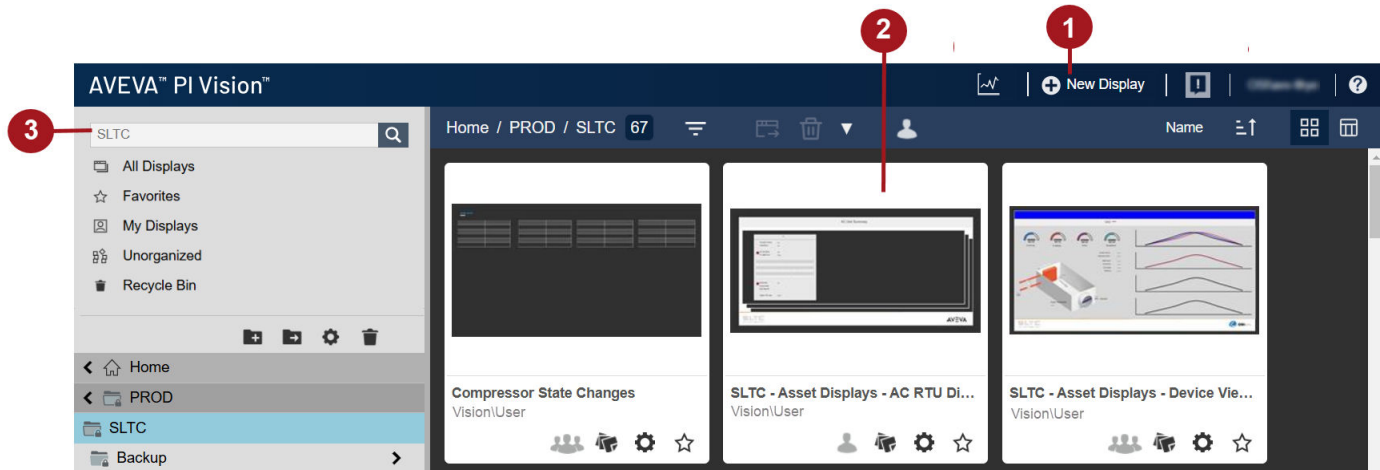 2
1
AVEVA™ PI Vision™
New Display
?
3
SLTC
Home / PROD / SLTC 67
Name
All Displays
Favorites
My Displays
Unorganized
Recycle Bin
Home
PROD
SLTC
Backup
AVEVA
Compressor State Changes
Vision\User
SLTC - Asset Displays - AC RTU Di...
Vision\User
SLTC - Asset Displays - Device Vie...
Vision\User